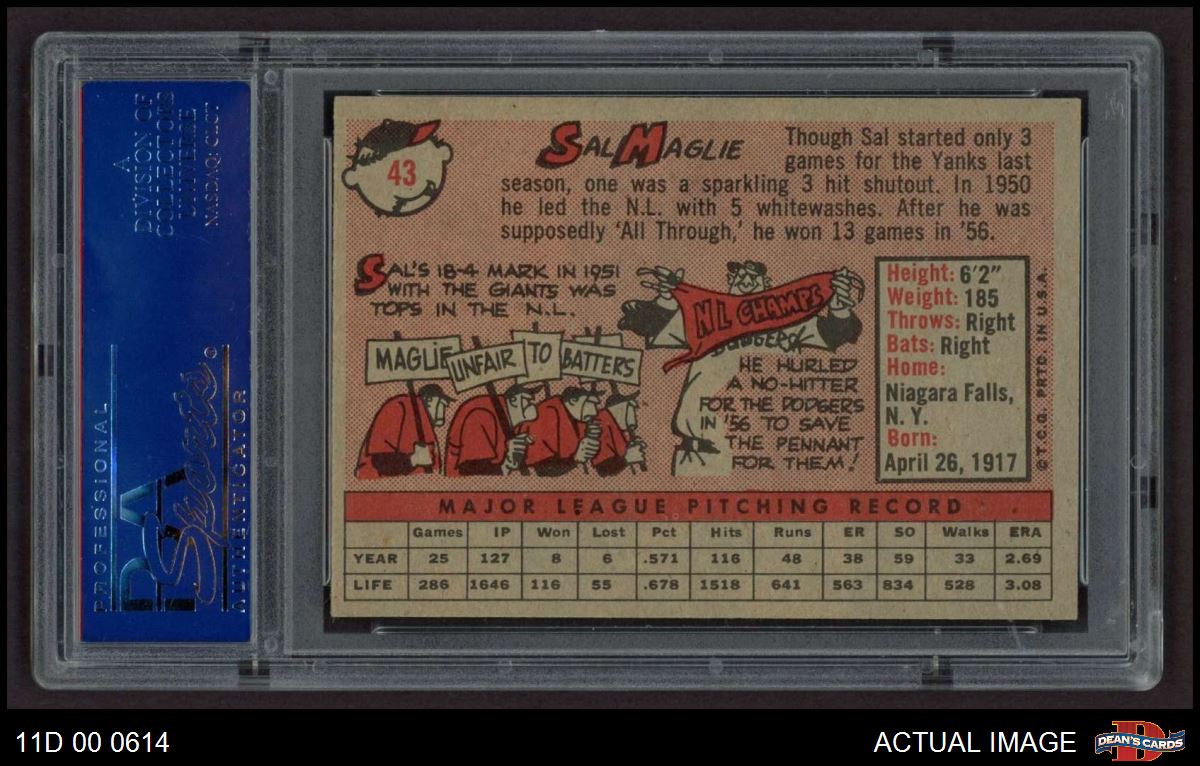 A
DIVISION OF
COLLECTORS
UNIVERSE
NASDAQ: CLCT
PROFESSIONAL
PSA
Sports
AUTHENTICATOR
®
43
SAL MAGLIE
Though Sal started only 3
games for the Yanks last
season, one was a sparkling 3 hit shutout. In 1950
he led the N.L. with 5 whitewashes. After he was
supposedly 'All Through,' he won 13 games in '56.
SAL'S 18-4 MARK IN 1951
WITH THE GIANTS WAS
TOPS IN THE N.L.
MAGLIE UNFAIR TO BATTERS
NL CHAMPS
DODGERS
HE HURLED
A NO-HITTER
FOR THE DODGERS
IN '56 TO SAVE
THE PENNANT
FOR THEM!
Height: 6'2"
Weight: 185
Throws: Right
Bats: Right
Home:
Niagara Falls,
N. Y.
Born:
April 26, 1917
©T.C.G. PRTD. IN U.S.A.
MAJOR LEAGUE PITCHING RECORD
Games IP Won Lost Pct Hits Runs ER SO Walks ERA
YEAR 25 127 8 6 .571 116 48 38 59 33 2.69
LIFE 286 1646 116 55 .678 1518 641 563 834 528 3.08
11D 00 0614
ACTUAL IMAGE
D
DEAN'S CARDS